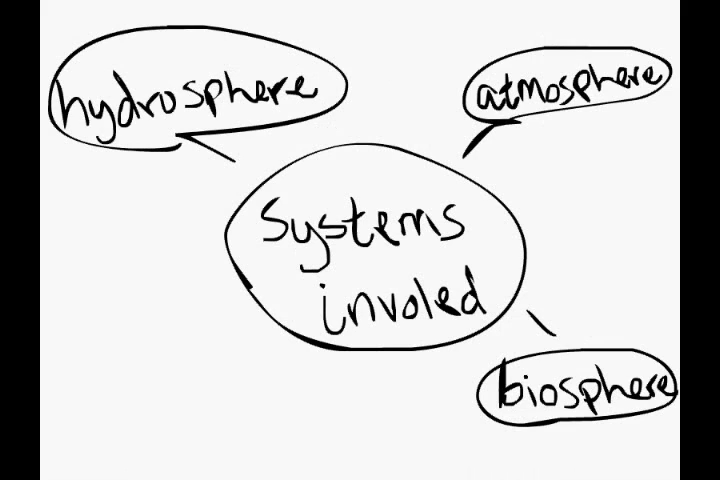 hydrosphere
atmosphere
systems
involed
biosphere